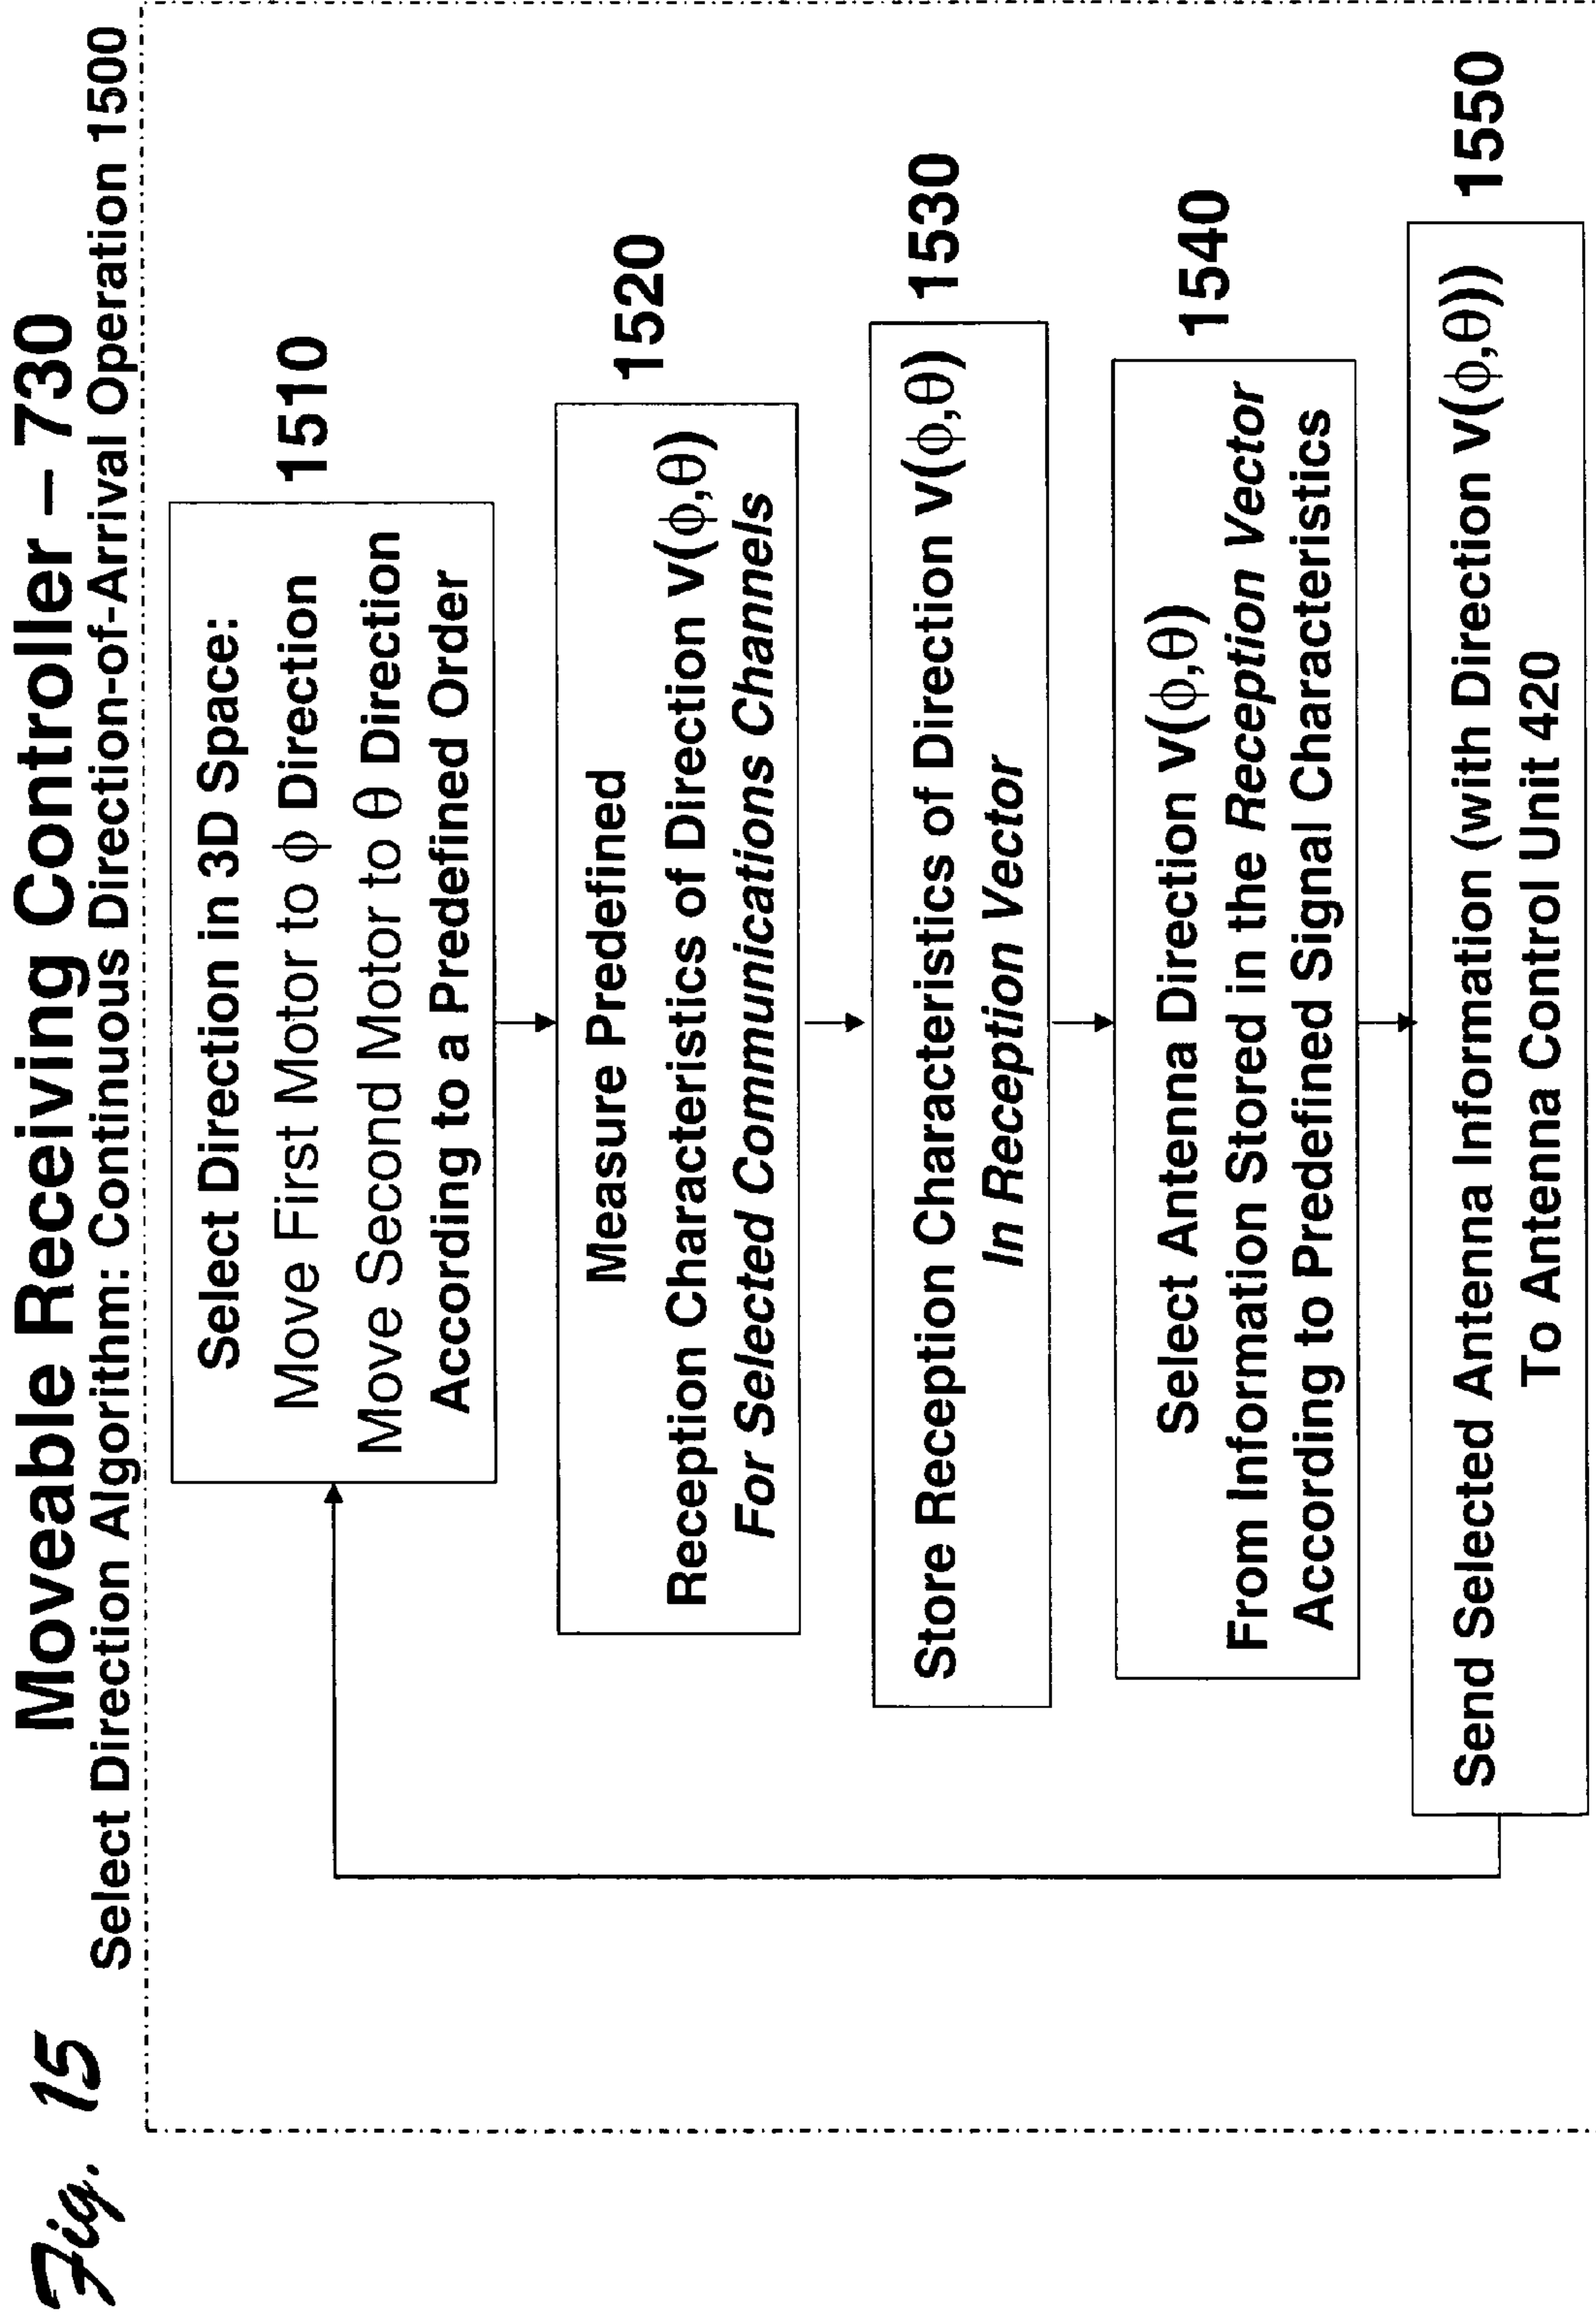 Fig. 15
Moveable Receiving Controller – 730
Select Direction Algorithm: Continuous Direction-of-Arrival Operation 1500
Select Direction in 3D Space:
Move First Motor to ϕ Direction
Move Second Motor to θ Direction
According to a Predefined Order
1510
Measure Predefined
Reception Characteristics of Direction v(ϕ,θ)
For Selected Communications Channels
1520
Store Reception Characteristics of Direction v(ϕ,θ)
In Reception Vector
1530
Select Antenna Direction v(ϕ,θ)
From Information Stored in the Reception Vector
According to Predefined Signal Characteristics
1540
Send Selected Antenna Information (with Direction v(ϕ,θ)))
To Antenna Control Unit 420
1550